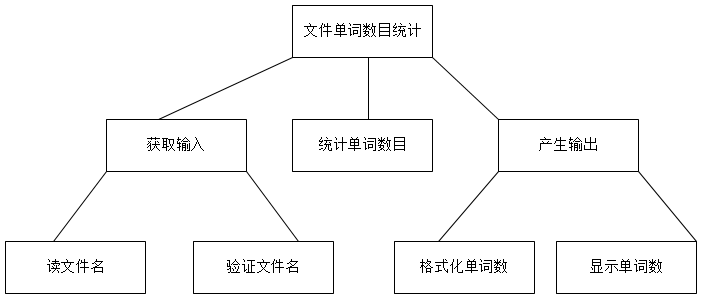 文件单词数目统计
获取输入
统计单词数目
产生输出
读文件名
验证文件名
格式化单词数
显示单词数